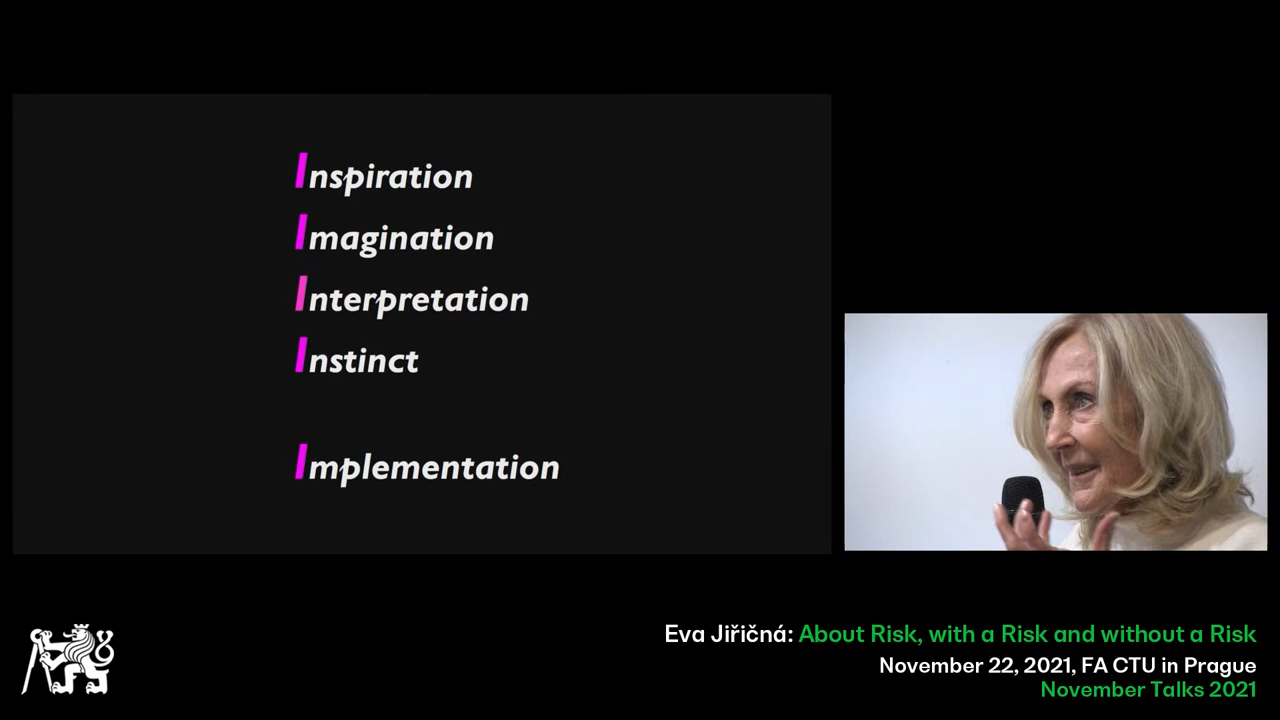 Inspiration
Imagination
Interpretation
Instinct
Implementation
Eva Jiřičná: About Risk, with a Risk and without a Risk
November 22, 2021, FA CTU in Prague
November Talks 2021